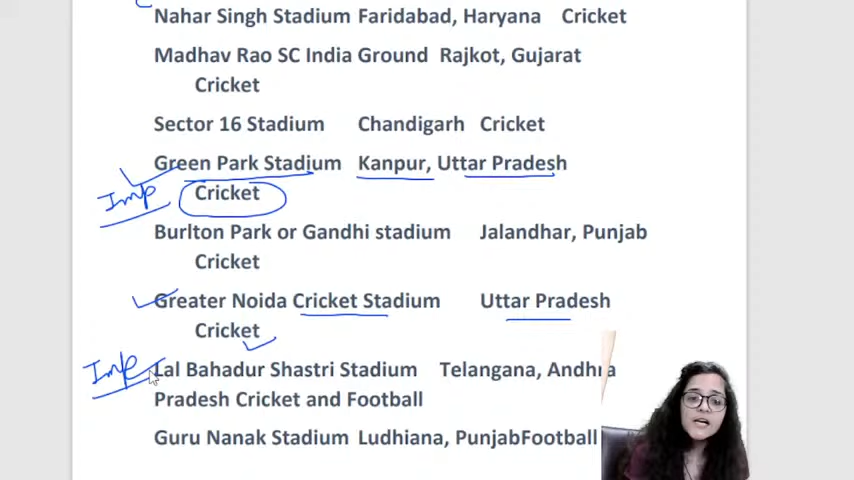 Nahar Singh Stadium Faridabad, Haryana Cricket
Madhav Rao SC India Ground Rajkot, Gujarat
Cricket
Sector 16 Stadium Chandigarh Cricket
Green Park Stadium Kanpur, Uttar Pradesh
Imp Cricket
Burlton Park or Gandhi stadium Jalandhar, Punjab
Cricket
Greater Noida Cricket Stadium Uttar Pradesh
Cricket
Imp Lal Bahadur Shastri Stadium Telangana, Andhra
Pradesh Cricket and Football
Guru Nanak Stadium Ludhiana, PunjabFootball